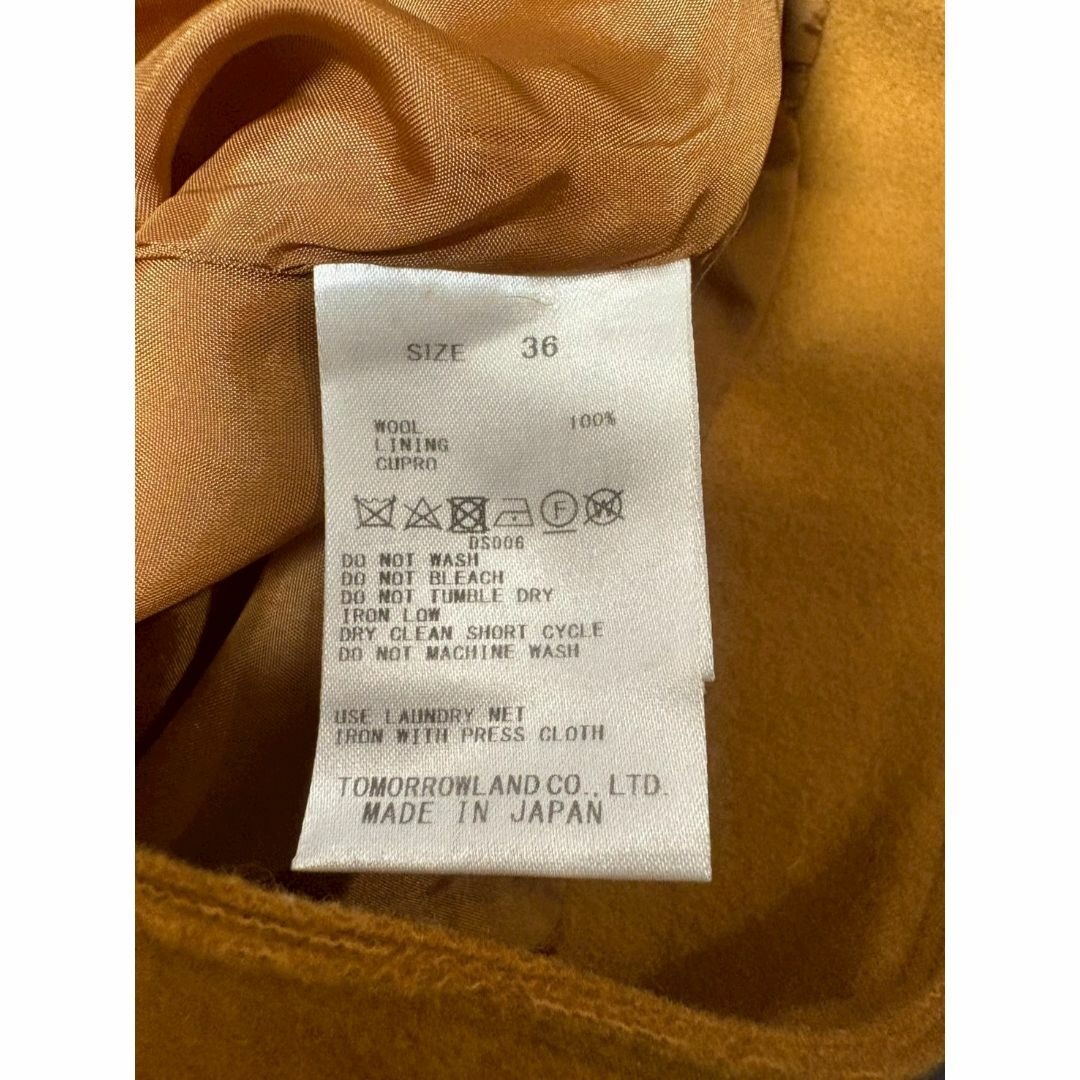 SIZE 36
WOOL 100%
LINING
CUPRO
F W
DS006
DO NOT WASH
DO NOT BLEACH
DO NOT TUMBLE DRY
IRON LOW
DRY CLEAN SHORT CYCLE
DO NOT MACHINE WASH
USE LAUNDRY NET
IRON WITH PRESS CLOTH
TOMORROWLAND CO., LTD.
MADE IN JAPAN